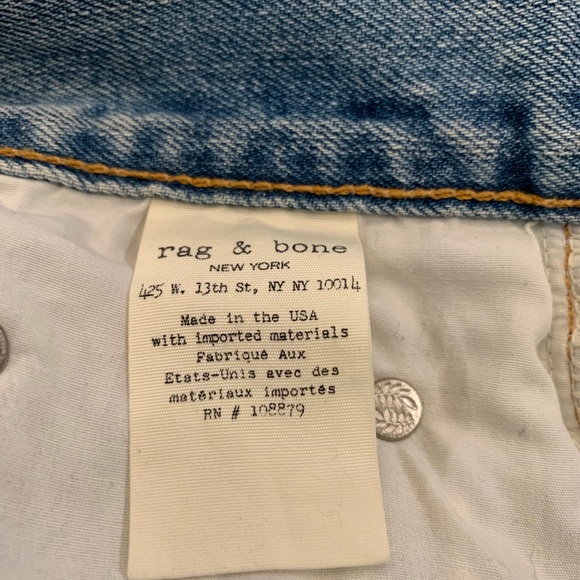 rag & bone
NEW YORK
425 W. 13th St, NY NY 10014
Made in the USA
with imported materials
Fabriqué Aux
Etats-Unis avec des
matériaux importés
RN # 108879